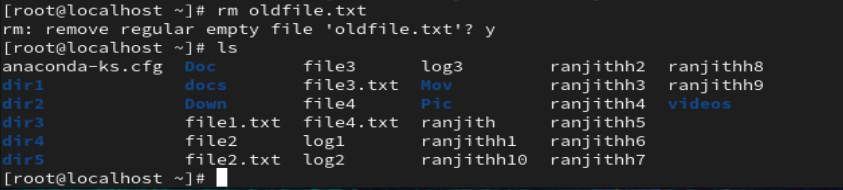 [root@localhost ~]# rm oldfile.txt
rm: remove regular empty file 'oldfile.txt'? y
[root@localhost ~]# ls
anaconda-ks.cfg  Doc        file3      log3       ranjithh2  ranjithh8
dir1             docs       file3.txt  Mov        ranjithh3  ranjithh9
dir2             Down       file4      Pic        ranjithh4  videos
dir3             file1.txt  file4.txt  ranjith    ranjithh5
dir4             file2      log1       ranjithh1  ranjithh6
dir5             file2.txt  log2       ranjithh10 ranjithh7
[root@localhost ~]#